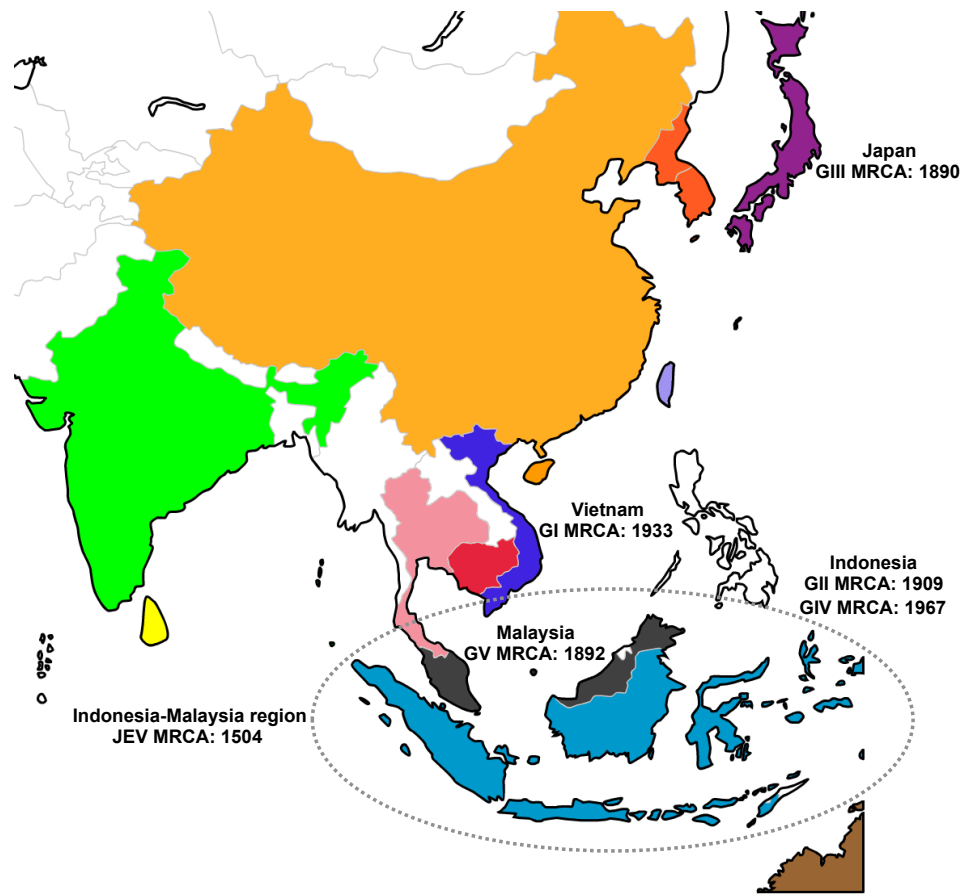 Japan
GIII MRCA: 1890
Vietnam
GI MRCA: 1933
Indonesia
GII MRCA: 1909
GIV MRCA: 1967
Malaysia
GV MRCA: 1892
Indonesia-Malaysia region
JEV MRCA: 1504